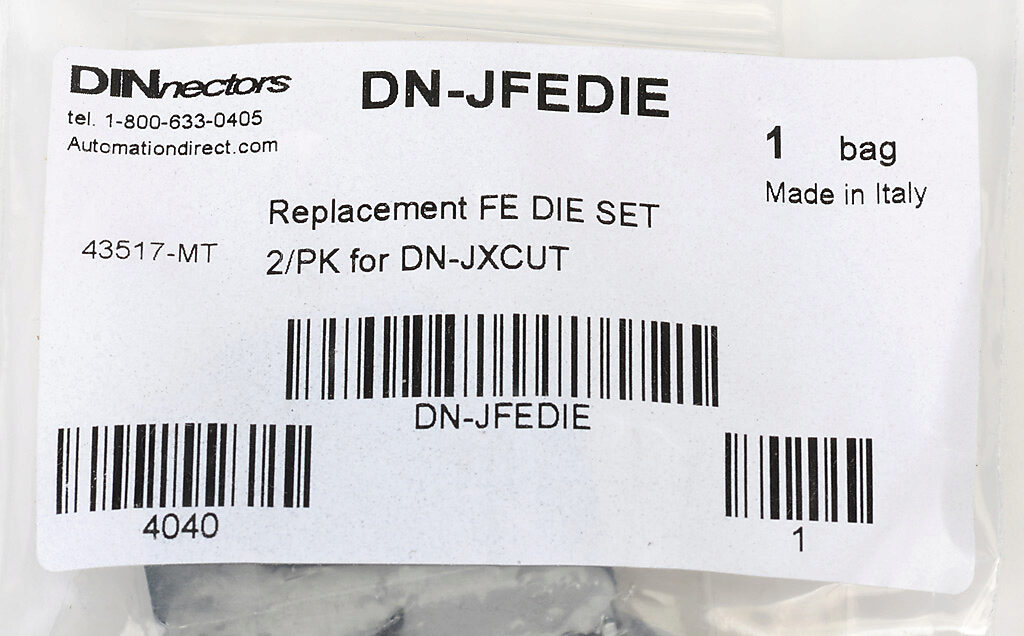 DINnectors
DN-JFEDIE
tel. 1-800-633-0405
Automationdirect.com
1 bag
Made in Italy
Replacement FE DIE SET
43517-MT
2/PK for DN-JXCUT
DN-JFEDIE
4040
1